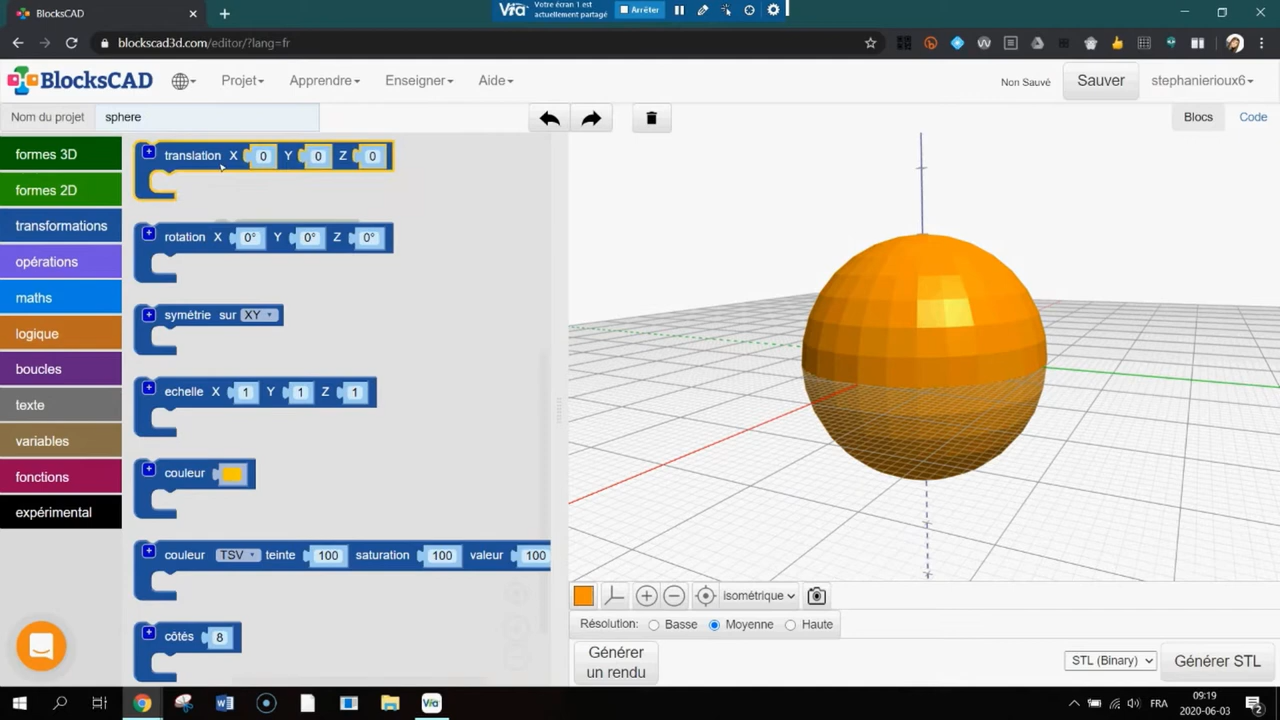 BlocksCAD
Vía
Votre écran 1 est
actuellement partagé
Arrêter
blockscad3d.com/editor/?lang=fr
BlocksCAD
Projet
Apprendre
Enseigner
Aide
Non Sauvé
Sauver
stephanierioux6
Nom du projet
sphere
Blocs
Code
formes 3D
formes 2D
transformations
opérations
maths
logique
boucles
texte
variables
fonctions
expérimental
translation X 0 Y 0 Z 0
rotation X 0° Y 0° Z 0°
symétrie sur XY
echelle X 1 Y 1 Z 1
couleur
couleur TSV teinte 100 saturation 100 valeur 100
côtés 8
isométrique
Résolution: Basse Moyenne Haute
Générer
un rendu
STL (Binary)
Générer STL
Vía
FRA
09:19
2020-06-03
2